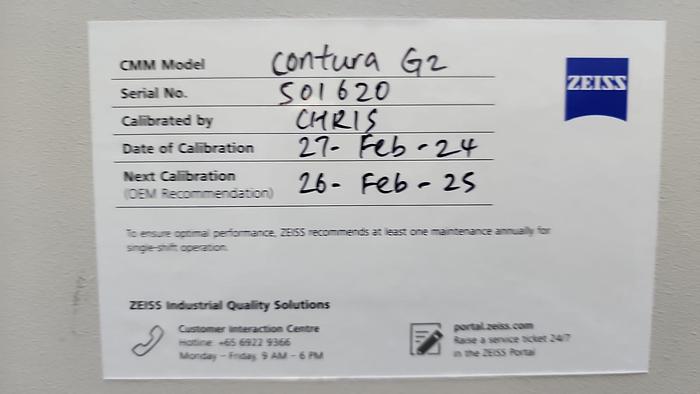 CMM Model Contura G2
ZEISS
Serial No. S01620
Calibrated by CHRIS
Date of Calibration 27- Feb - 24
Next Calibration 26- Feb - 25
(OEM Recommendation)
To ensure optimal performance, ZEISS recommends at least one maintenance annually for
single-shift operation.
ZEISS Industrial Quality Solutions
Customer Interaction Centre
Hotline: +65 6922 9366
Monday – Friday, 9 AM – 6 PM
portal.zeiss.com
Raise a service ticket 24/7
in the ZEISS Portal